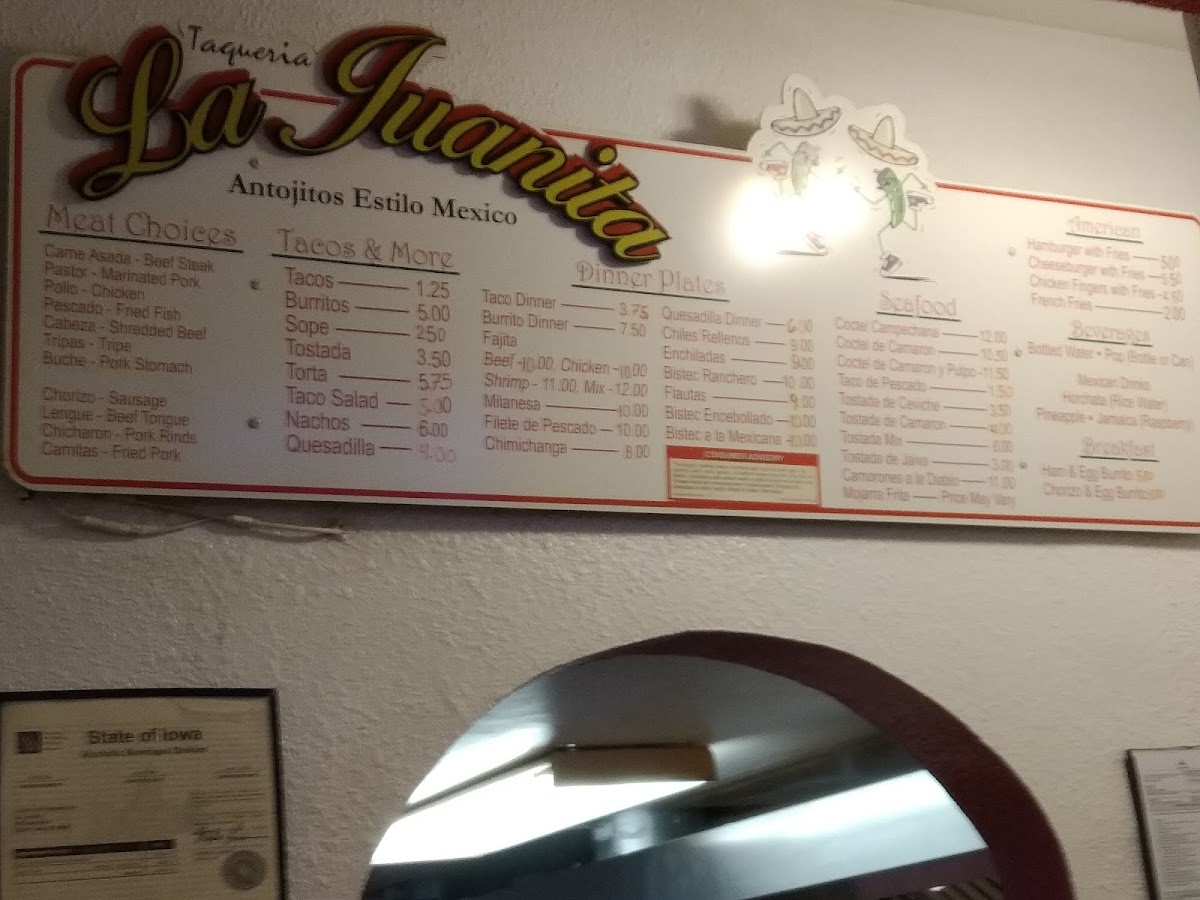 Taqueria
La Juanita
Antojitos Estilo Mexico
Meat Choices
Carne Asada - Beef Steak
Pastor - Marinated Pork
Pollo - Chicken
Pescado - Fried Fish
Cabeza - Shredded Beef
Tripas - Tripe
Buche - Pork Stomach
Chorizo - Sausage
Lengue - Beef Tongue
Chicharon - Pork Rinds
Carnitas - Fried Pork
Tacos & More
Tacos 1.25
Burritos 5.00
Sope 2.50
Tostada 3.50
Torta 5.75
Taco Salad 5.00
Nachos 6.00
Quesadilla 4.00
Dinner Plates
Taco Dinner 3.75
Burrito Dinner 7.50
Fajita
Beef - 10.00, Chicken - 10.00
Shrimp - 11.00, Mix - 12.00
Milanesa 10.00
Filete de Pescado 10.00
Chimichanga 8.00
Quesadilla Dinner 6.00
Chiles Rellenos 9.00
Enchiladas 9.00
Bistec Ranchero 10.00
Flautas 9.00
Bistec Encebollado 10.00
Bistec a la Mexicana 10.00
CONSUMER ADVISORY
Seafood
Coctel Campechana 12.00
Coctel de Camaron 10.50
Coctel de Camaron y Pulpo - 11.50
Taco de Pescado 1.50
Tostada de Ceviche 3.50
Tostada de Camaron 4.00
Tostada Mix 6.00
Tostada de Jaiva 3.00
Camorones a le Diablo 11.00
Mojarra Frita Price May Vary
American
Hamburger with Fries 5.00
Cheeseburger with Fries 5.50
Chicken Fingers with Fries - 4.50
French Fries 2.00
Beverages
Bottled Water • Pop (Bottle or Can)
Mexican Drinks
Horchata (Rice Water)
Pineapple • Jamaica (Raspberry)
Breakfast
Ham & Egg Burrito
Chorizo & Egg Burrito
State of Iowa
Alcoholic Beverages Division